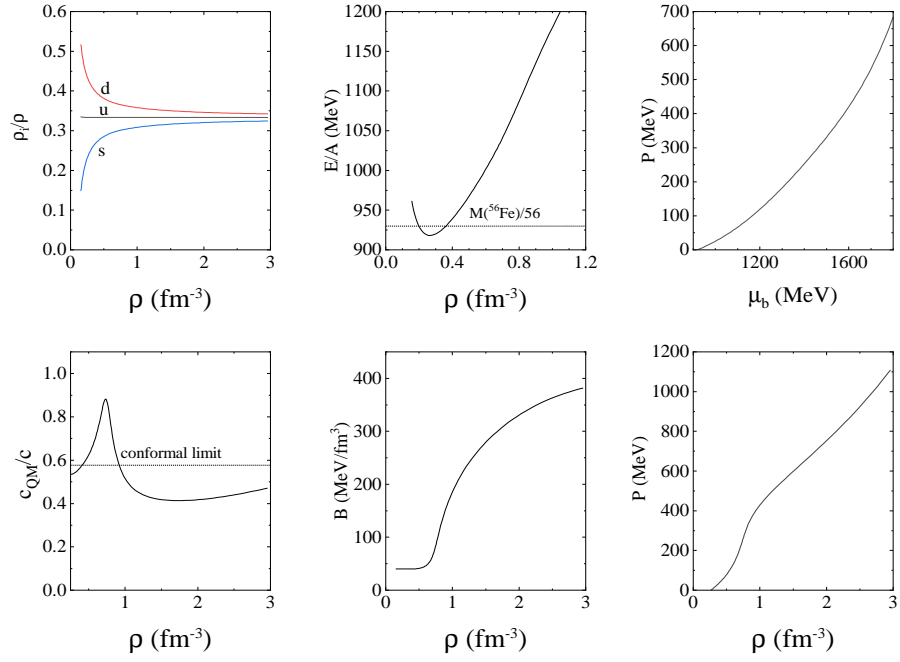 0.6
0.5
0.4
0.3
0.2
0.1
0.0
0 1 2 3
ρi/ρ
d
u
s
ρ (fm-3)
1200
1150
1100
1050
1000
950
900
0.0 0.4 0.8 1.2
E/A (MeV)
M(56Fe)/56
ρ (fm-3)
700
600
500
400
300
200
100
0
1200 1600
P (MeV)
μb (MeV)
1.0
0.8
0.6
0.4
0.2
0.0
1 2 3
cQM/c
conformal limit
ρ (fm-3)
400
300
200
100
0
0 1 2 3
B (MeV/fm3)
ρ (fm-3)
1200
1000
800
600
400
200
0
0 1 2 3
P (MeV)
ρ (fm-3)